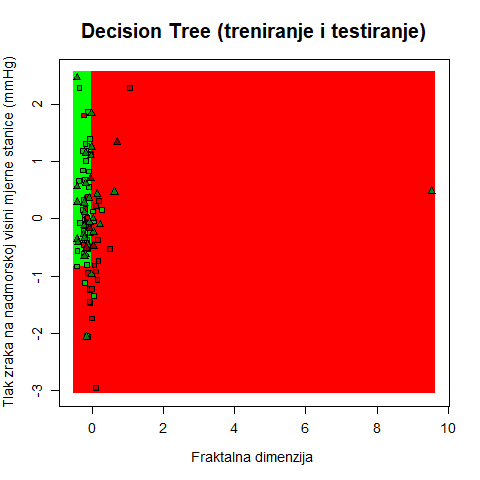 Decision Tree (treniranje i testiranje)
Tlak zraka na nadmorskoj visini mjerne stanice (mmHg)
2
1
0
-1
-2
-3
0 2 4 6 8 10
Fraktalna dimenzija